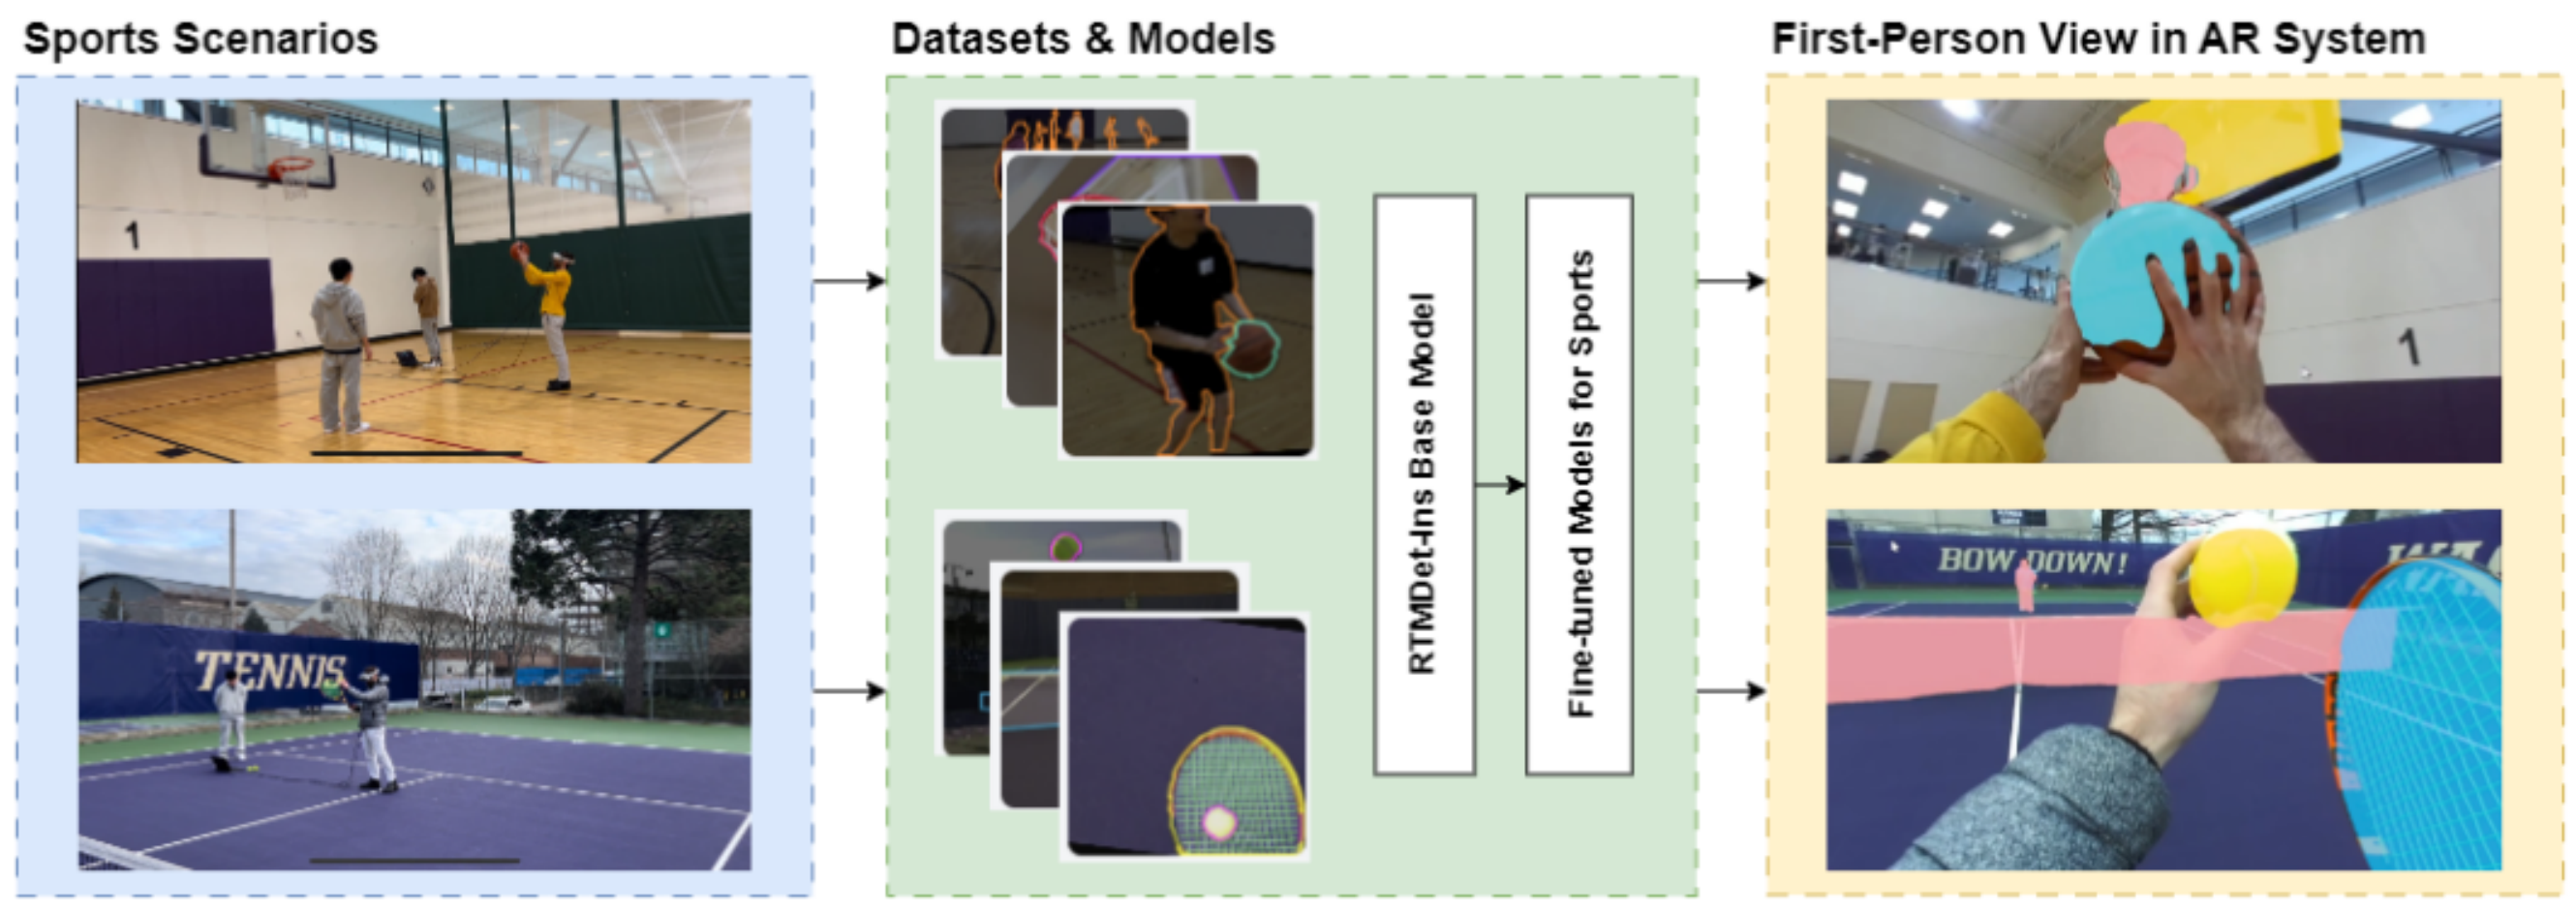 Sports Scenarios
Datasets & Models
First-Person View in AR System
1
TENNIS
RTMDet-Ins Base Model
Fine-tuned Models for Sports
1
BOW DOWN!